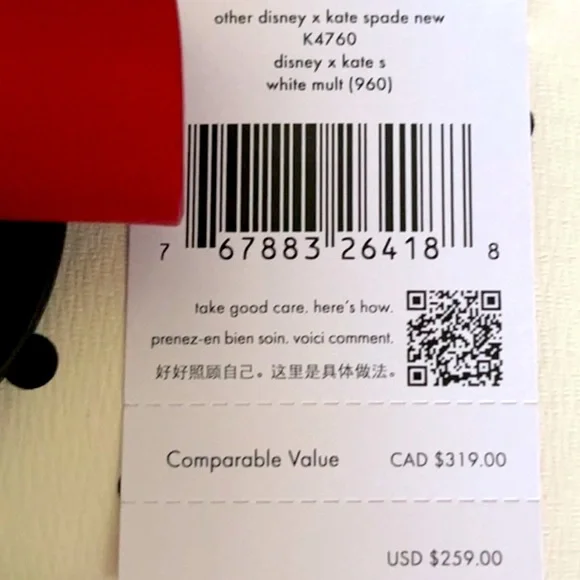 other disney x kate spade new
K4760
disney x kate s
white mult (960)
7 67883 26418 8
take good care. here's how.
prenez-en bien soin. voici comment.
好好照顾自己。这里是具体做法。
Comparable Value CAD $319.00
USD $259.00